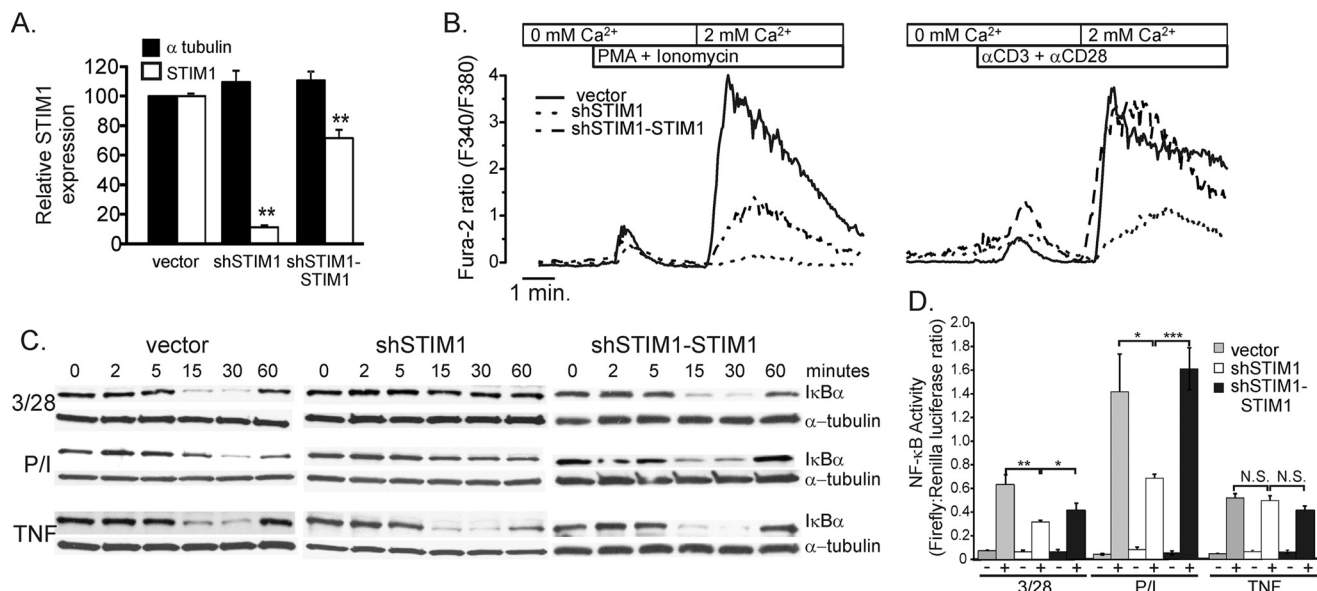 A.
α tubulin
STIM1
120
100
80
60
40
20
0
Relative STIM1
expression
**
**
vector
shSTIM1
shSTIM1-
STIM1
B.
0 mM Ca²⁺
2 mM Ca²⁺
PMA + Ionomycin
0 mM Ca²⁺
2 mM Ca²⁺
αCD3 + αCD28
vector
shSTIM1
shSTIM1-STIM1
Fura-2 ratio (F340/F380)
4
3
2
1
0
1 min.
C.
vector
shSTIM1
shSTIM1-STIM1
0 2 5 15 30 60
0 2 5 15 30 60
0 2 5 15 30 60
minutes
3/28
IκBα
α−tubulin
P/I
IκBα
α−tubulin
TNF
IκBα
α−tubulin
D.
NF-κB Activity
(Firefly:Renilla luciferase ratio)
2.0
1.8
1.6
1.4
1.2
1.0
0.8
0.6
0.4
0.2
0
vector
shSTIM1
shSTIM1-
STIM1
** *
* ***
N.S. N.S.
- + - + - + - + - + - + - + - + - +
3/28
P/I
TNF